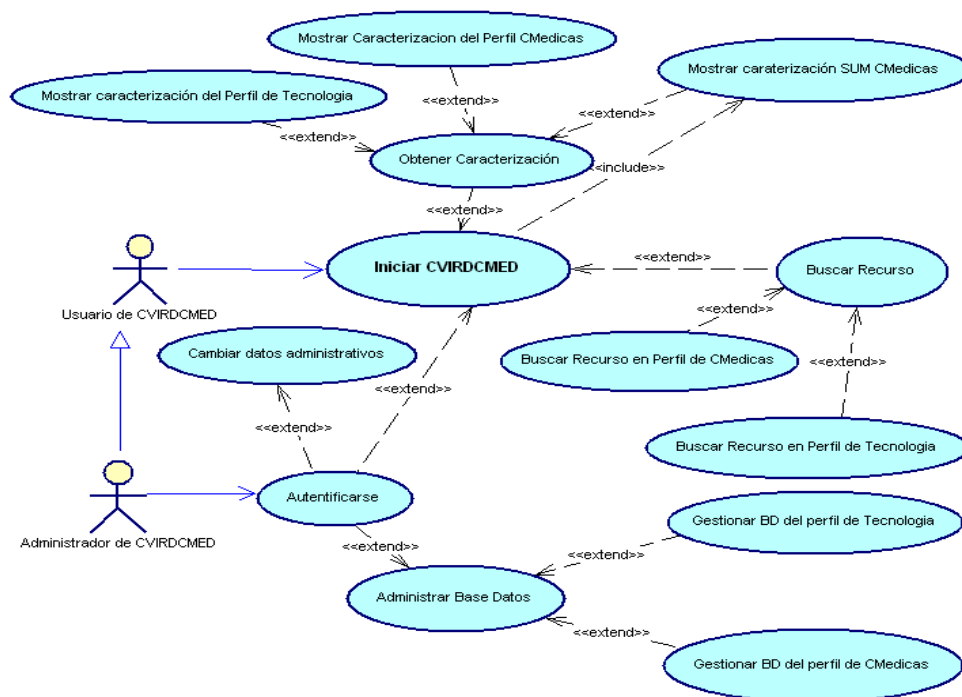 Mostrar Caracterizacion del Perfil CMedicas
Mostrar caraterización SUM CMedicas
Mostrar caracterización del Perfil de Tecnologia
<<extend>>
<<extend>>
<<extend>>
Obtener Caracterización
<<include>>
<<extend>>
Iniciar CVIRDCMED
<<extend>>
Buscar Recurso
Usuario de CVIRDCMED
<<extend>>
Cambiar datos administrativos
Buscar Recurso en Perfil de CMedicas
<<extend>>
<<extend>>
<<extend>>
Buscar Recurso en Perfil de Tecnologia
Autentificarse
Administrador de CVIRDCMED
Gestionar BD del perfil de Tecnologia
<<extend>>
<<extend>>
Administrar Base Datos
<<extend>>
Gestionar BD del perfil de CMedicas